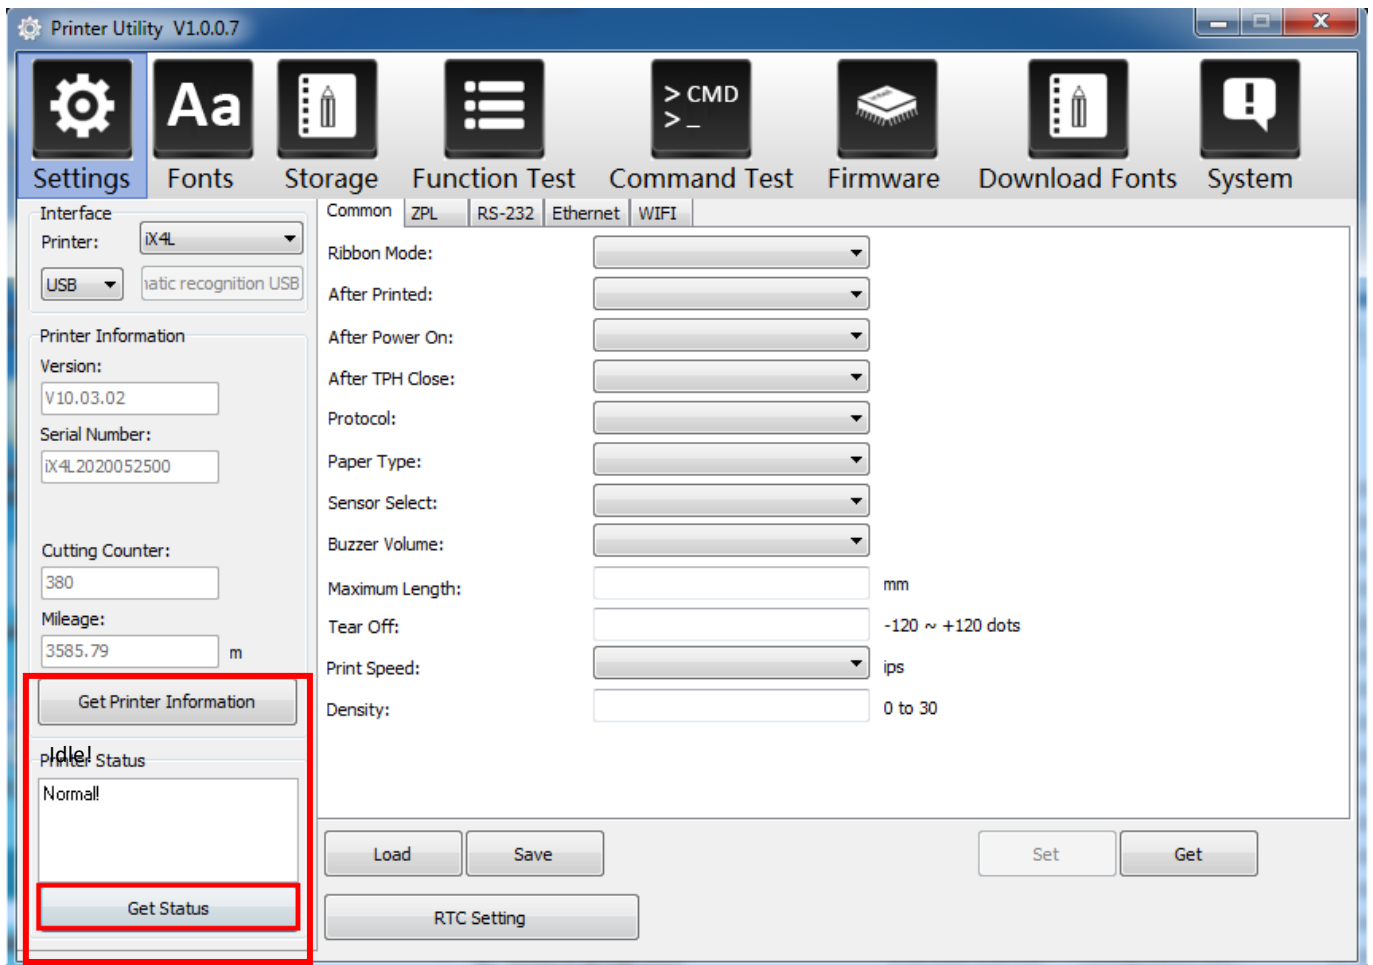 Printer Utility V1.0.0.7
Aa
> CMD
> _
Settings Fonts Storage Function Test Command Test Firmware Download Fonts System
Interface
Printer: iX4L
USB natic recognition USB
Printer Information
Version:
V10.03.02
Serial Number:
iX4L2020052500
Cutting Counter:
380
Mileage:
3585.79 m
Get Printer Information
Idle!
Printer Status
Normal!
Get Status
Common ZPL RS-232 Ethernet WIFI
Ribbon Mode:
After Printed:
After Power On:
After TPH Close:
Protocol:
Paper Type:
Sensor Select:
Buzzer Volume:
Maximum Length: mm
Tear Off: -120 ~ +120 dots
Print Speed: ips
Density: 0 to 30
Load Save Set Get
RTC Setting